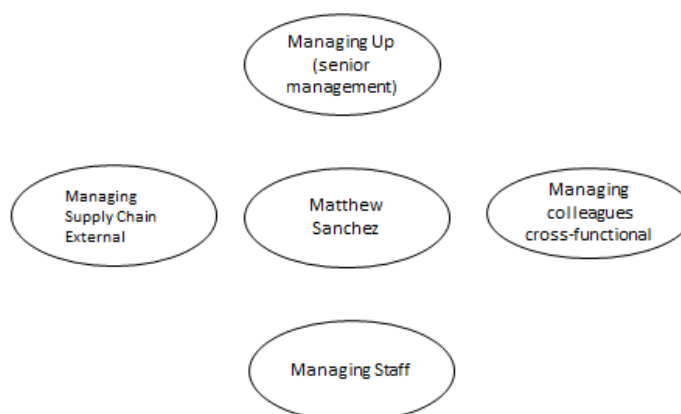 Managing Up
(senior
management)
Managing
Supply Chain
External
Matthew
Sanchez
Managing
colleagues
cross-functional
Managing Staff